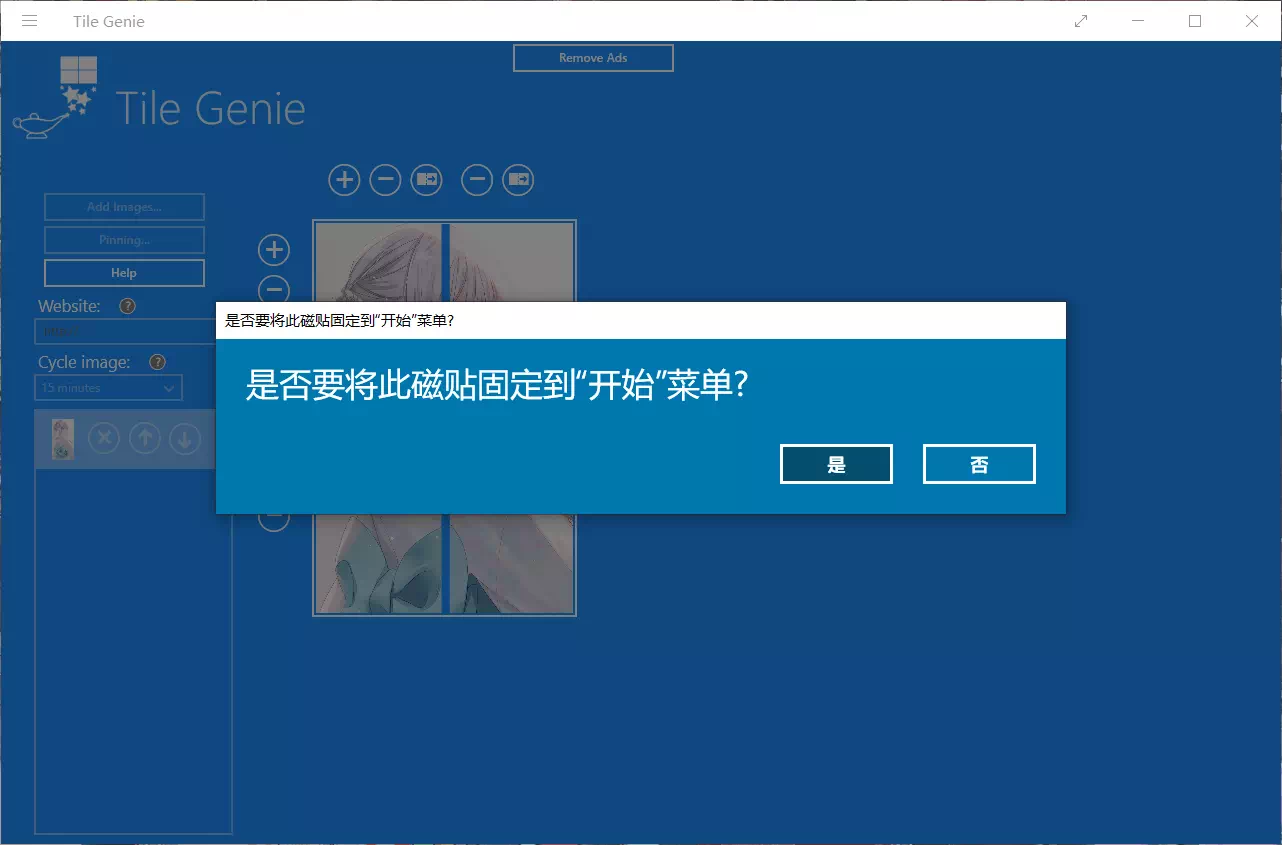 Tile Genie
Remove Ads
Tile Genie
Add Images...
Pinning...
Help
Website:
Cycle image:
15 minutes
是否要将此磁贴固定到“开始”菜单?
是否要将此磁贴固定到“开始”菜单?
是
否